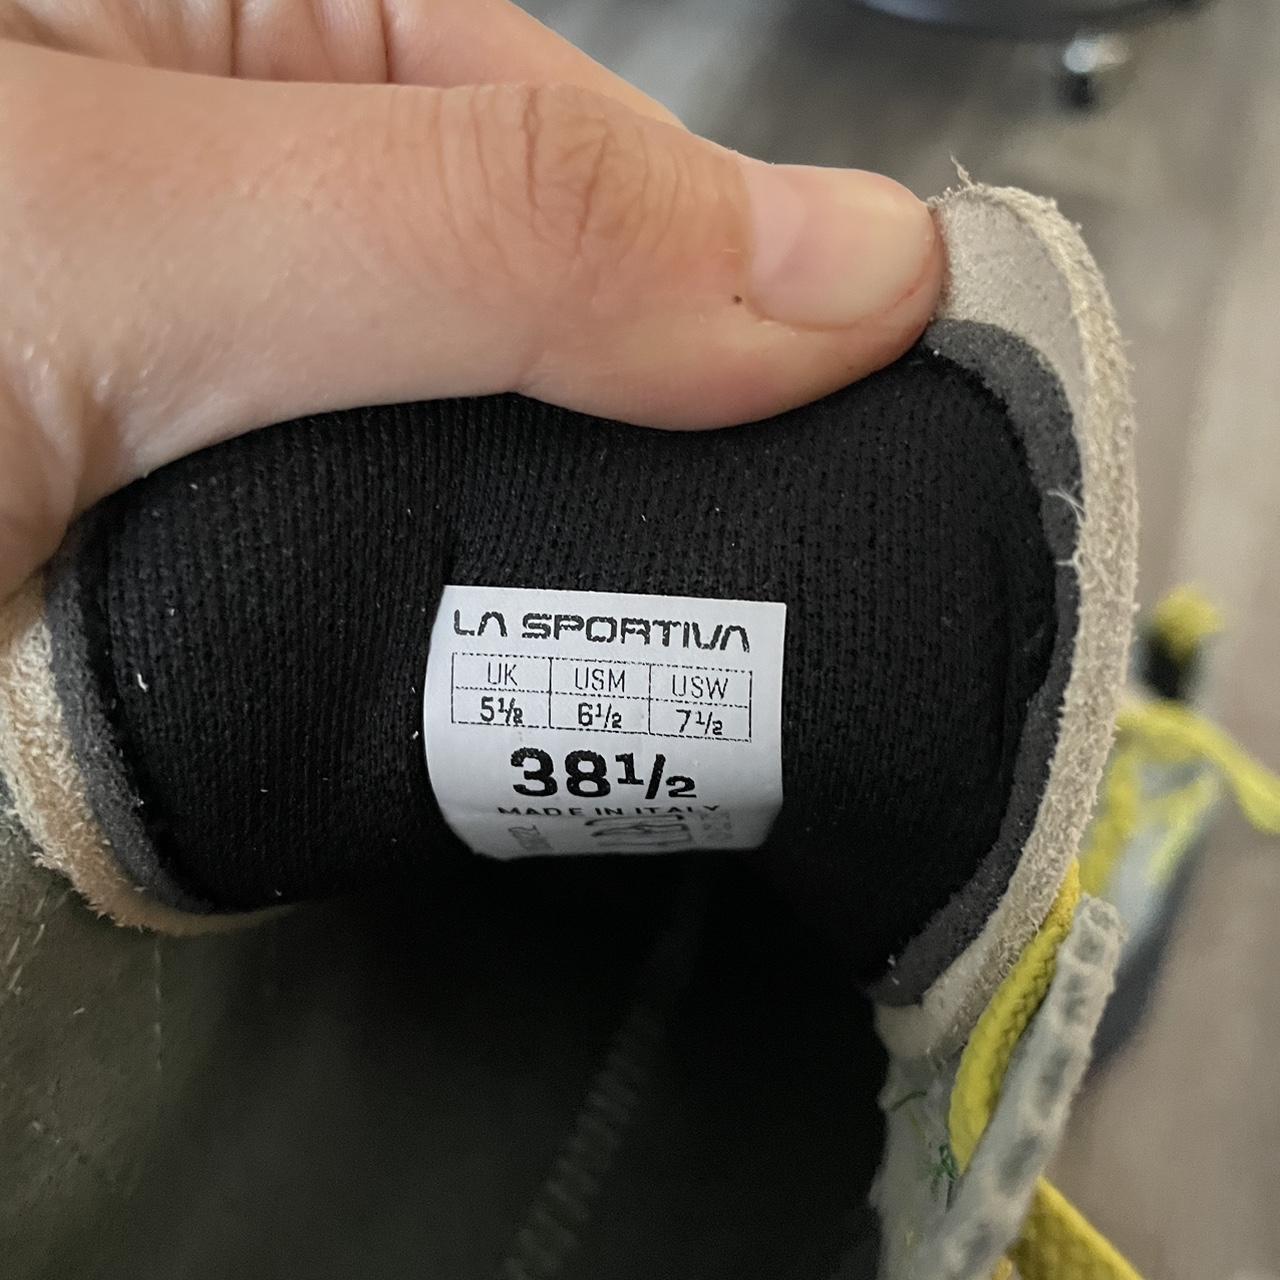 LA SPORTIVA
UK USM USW
5½ 6½ 7½
38½
MADE IN ITALY